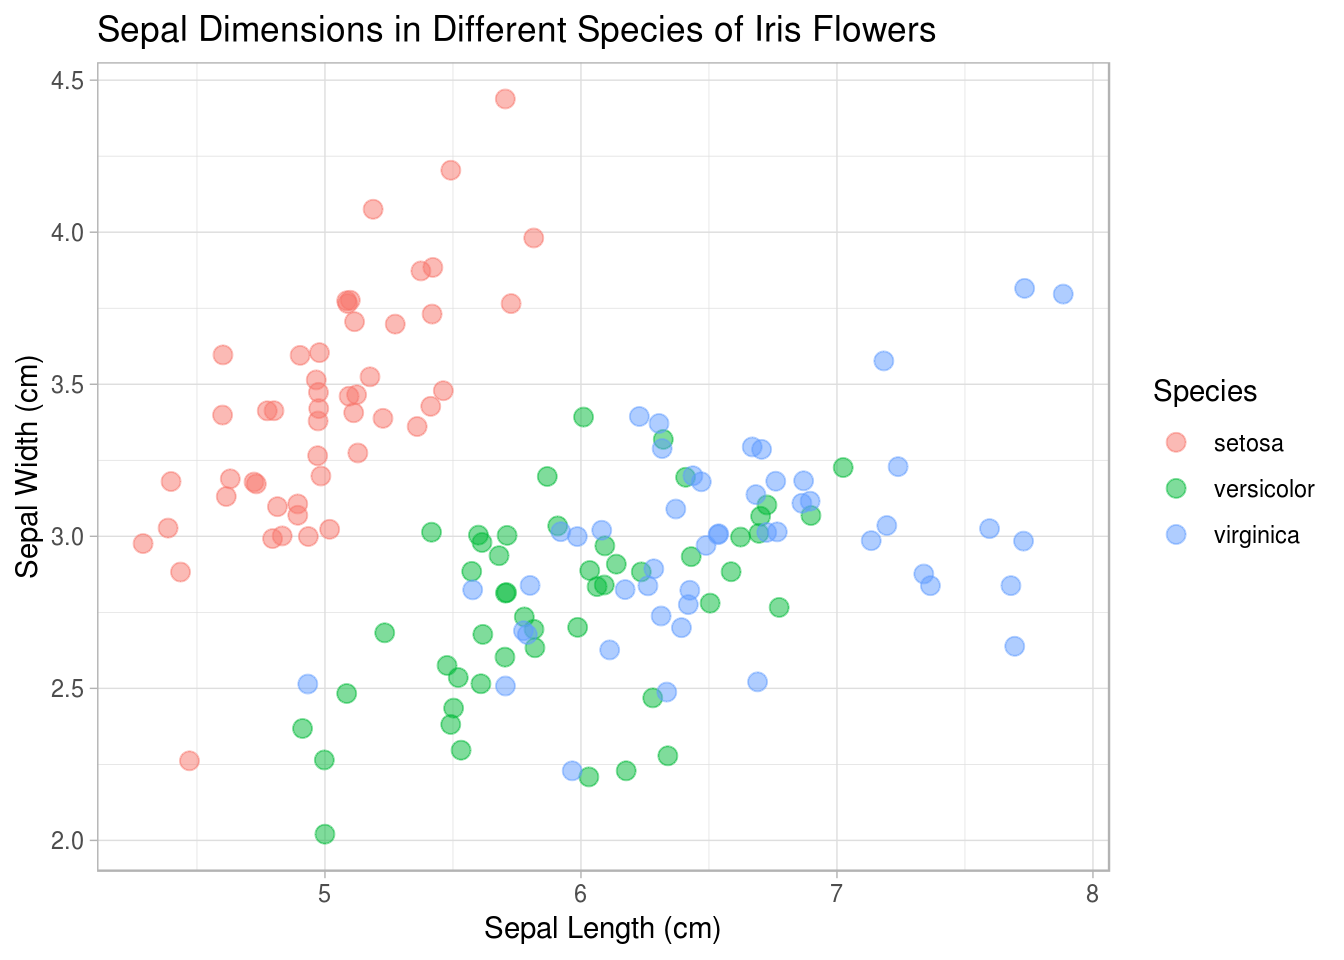 Sepal Dimensions in Different Species of Iris Flowers
4.5
4.0
3.5
3.0
2.5
2.0
Sepal Width (cm)
5 6 7 8
Sepal Length (cm)
Species
setosa
versicolor
virginica